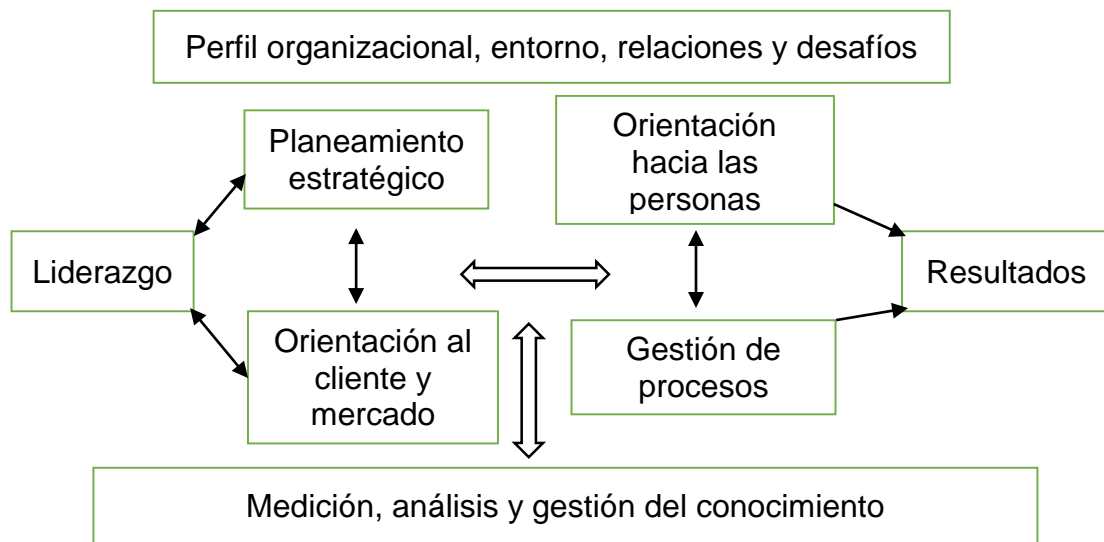 Perfil organizacional, entorno, relaciones y desafíos
Planeamiento
estratégico
Orientación
hacia las
personas
Liderazgo
Resultados
Orientación al
cliente y
mercado
Gestión de
procesos
Medición, análisis y gestión del conocimiento